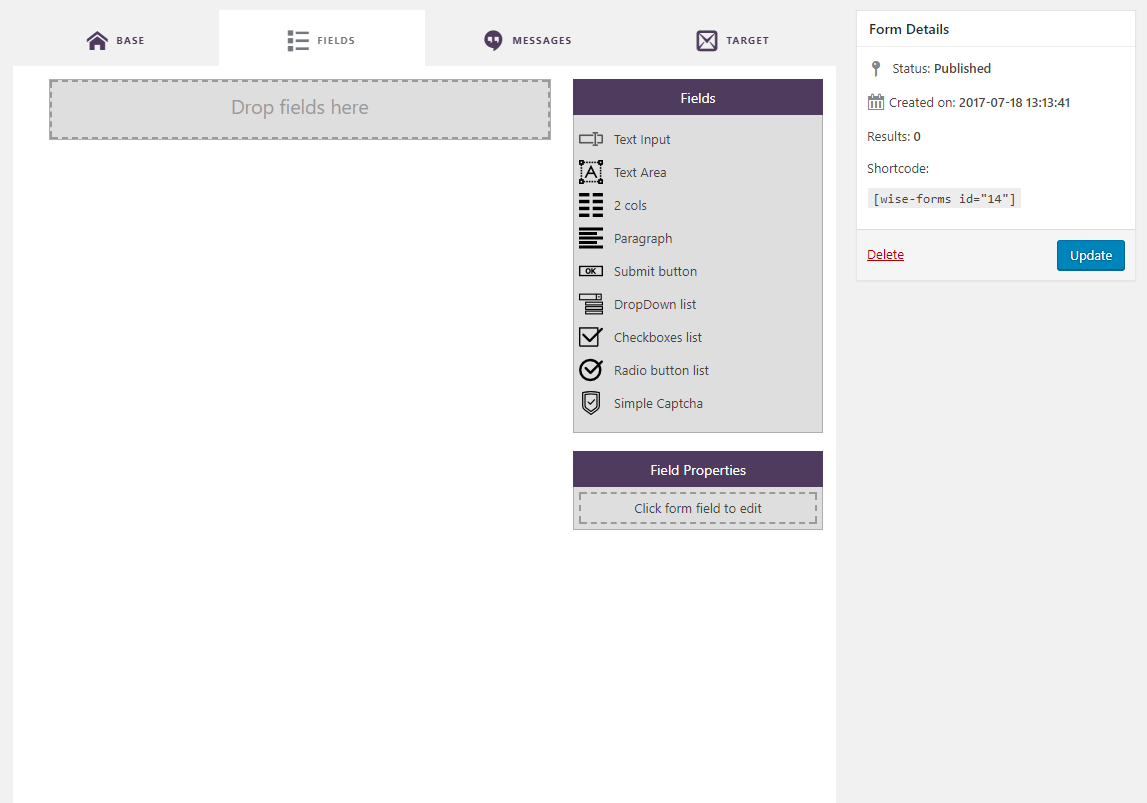 BASE
FIELDS
MESSAGES
TARGET
Drop fields here
Fields
Text Input
A
Text Area
2 cols
Paragraph
OK
Submit button
DropDown list
Checkboxes list
Radio button list
Simple Captcha
Field Properties
Click form field to edit
Form Details
Status: Published
Created on: 2017-07-18 13:13:41
Results: 0
Shortcode:
[wise-forms id="14"]
Delete
Update